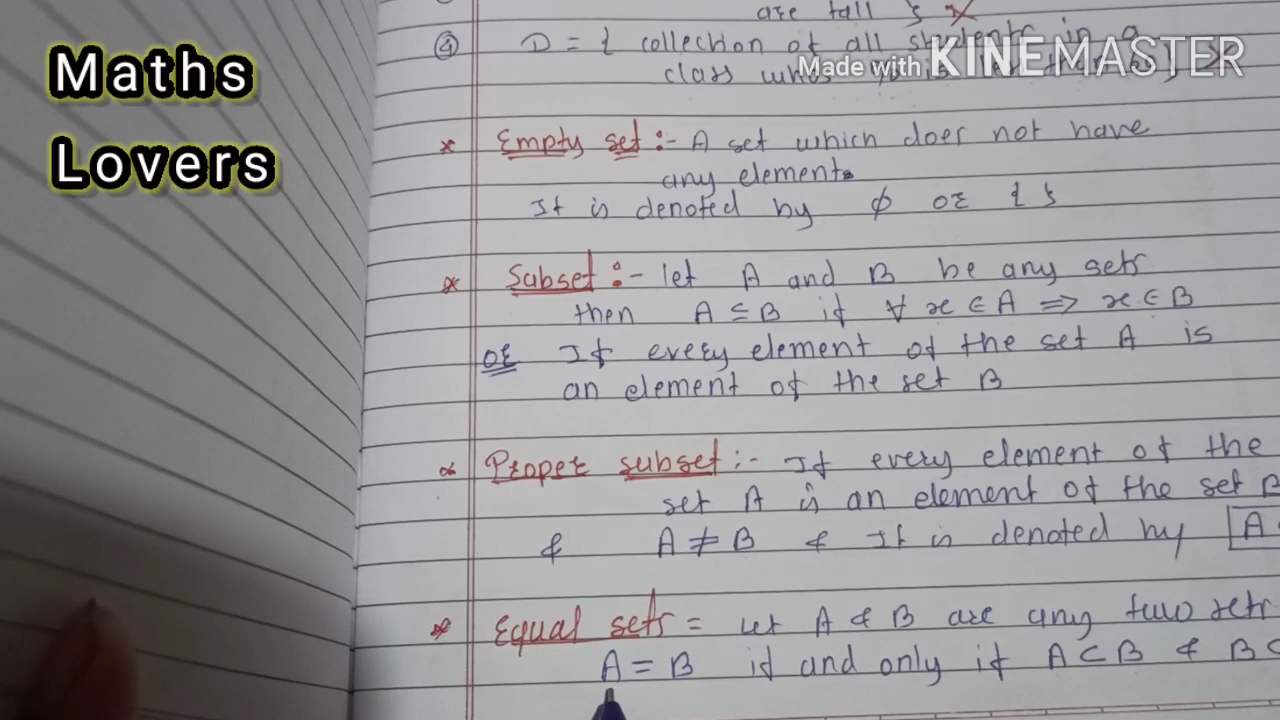 Maths
Lovers
are tall } ×
④ D = { collection of all students in a
class
Made with KINEMASTER
* Empty set :- A set which does not have
any element.
It is denoted by ϕ or { }
* Subset :- let A and B be any sets
then A ⊆ B if ∀ x ∈ A ⇒ x ∈ B
or If every element of the set A is
an element of the set B
* Proper subset :- If every element of the
set A is an element of the set B
& A ≠ B & It is denoted by A
* Equal sets = let A & B are any two sets
A = B if and only if A ⊂ B & B ⊂